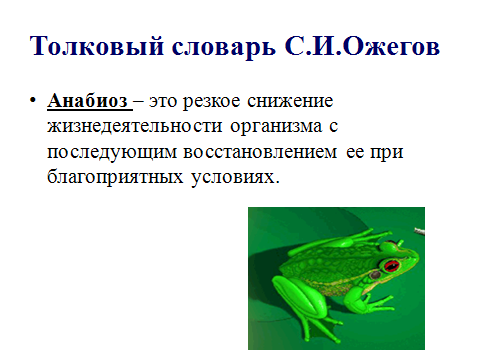 Толковый словарь С.И.Ожегов
• Анабиоз – это резкое снижение
жизнедеятельности организма с
последующим восстановлением ее при
благоприятных условиях.